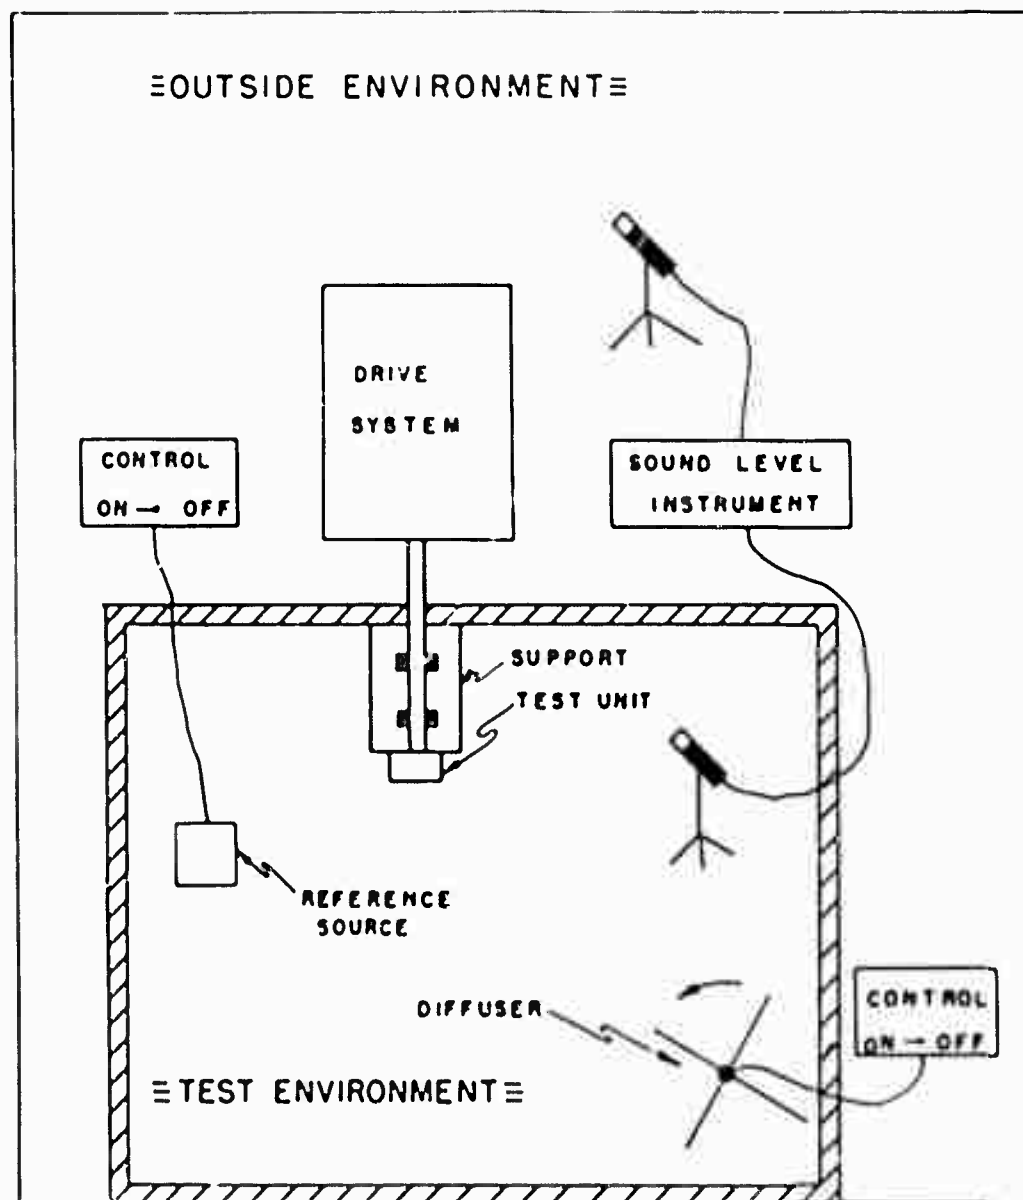 ≡OUTSIDE ENVIRONMENT≡
DRIVE
SYSTEM
CONTROL
ON → OFF
SOUND LEVEL
INSTRUMENT
SUPPORT
TEST UNIT
REFERENCE
SOURCE
DIFFUSER
CONTROL
ON → OFF
≡TEST ENVIRONMENT≡